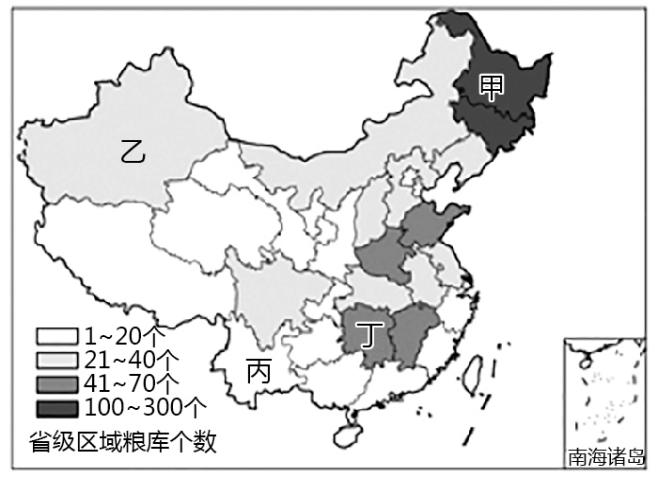 甲
乙
丁
丙
1~20个
21~40个
41~70个
100~300个
省级区域粮库个数
南海诸岛